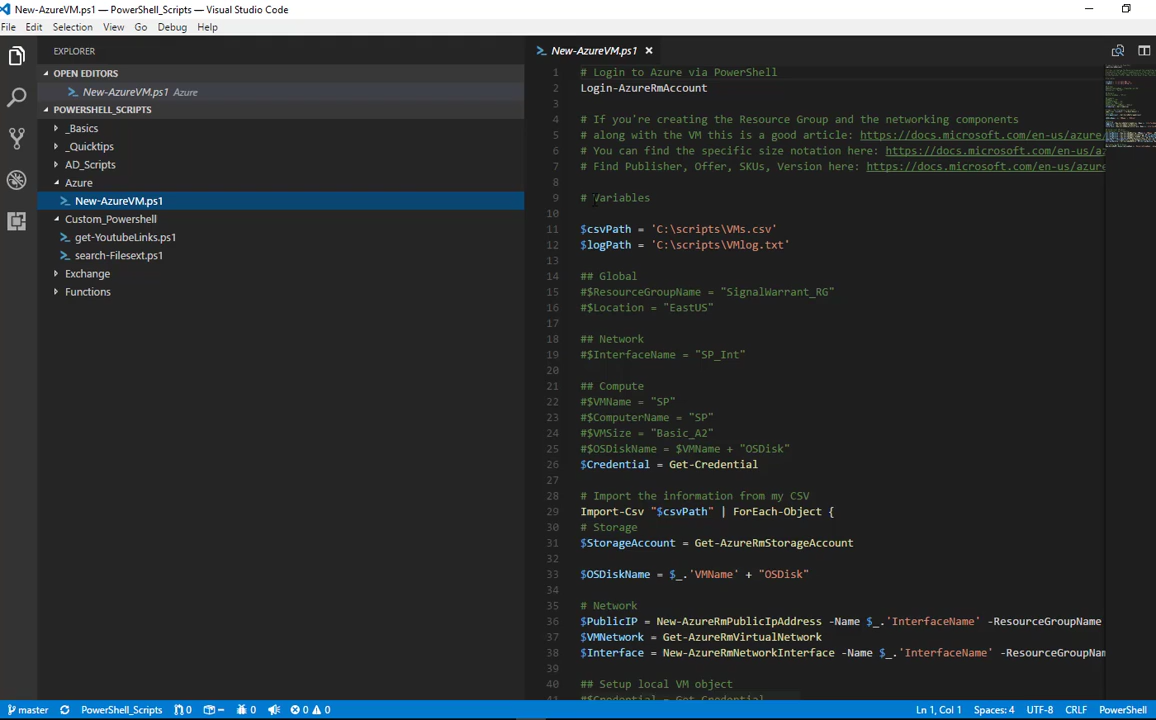 New-AzureVM.ps1 — PowerShell_Scripts — Visual Studio Code
File Edit Selection View Go Debug Help
EXPLORER
OPEN EDITORS
New-AzureVM.ps1 Azure
POWERSHELL_SCRIPTS
_Basics
_Quicktips
AD_Scripts
Azure
New-AzureVM.ps1
Custom_Powershell
get-YoutubeLinks.ps1
search-Filesext.ps1
Exchange
Functions
New-AzureVM.ps1
1 # Login to Azure via PowerShell
2 Login-AzureRmAccount
3
4 # If you're creating the Resource Group and the networking components
5 # along with the VM this is a good article: https://docs.microsoft.com/en-us/azure/
6 # You can find the specific size notation here: https://docs.microsoft.com/en-us/az
7 # Find Publisher, Offer, SKUs, Version here: https://docs.microsoft.com/en-us/azure
8
9 # Variables
10
11 $csvPath = 'C:\scripts\VMs.csv'
12 $logPath = 'C:\scripts\VMlog.txt'
13
14 ## Global
15 #$ResourceGroupName = "SignalWarrant_RG"
16 #$Location = "EastUS"
17
18 ## Network
19 #$InterfaceName = "SP_Int"
20
21 ## Compute
22 #$VMName = "SP"
23 #$ComputerName = "SP"
24 #$VMSize = "Basic_A2"
25 #$OSDiskName = $VMName + "OSDisk"
26 $Credential = Get-Credential
27
28 # Import the information from my CSV
29 Import-Csv "$csvPath" | ForEach-Object {
30 # Storage
31 $StorageAccount = Get-AzureRmStorageAccount
32
33 $OSDiskName = $_.'VMName' + "OSDisk"
34
35 # Network
36 $PublicIP = New-AzureRmPublicIpAddress -Name $_.'InterfaceName' -ResourceGroupName
37 $VMNetwork = Get-AzureRmVirtualNetwork
38 $Interface = New-AzureRmNetworkInterface -Name $_.'InterfaceName' -ResourceGroupNam
39
40 ## Setup local VM object
41 #$Credential = Get-Credential
master PowerShell_Scripts 0 0 0 0 Ln 1, Col 1 Spaces: 4 UTF-8 CRLF PowerShell